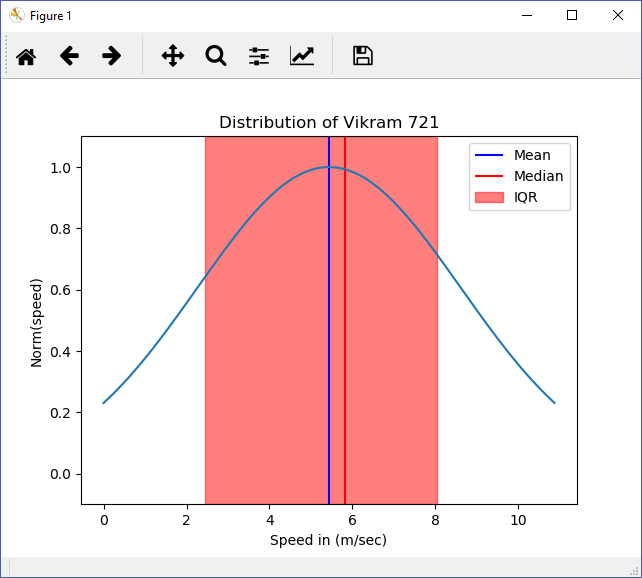 Figure 1
Distribution of Vikram 721
Mean
Median
IQR
Norm(speed)
1.0
0.8
0.6
0.4
0.2
0.0
0 2 4 6 8 10
Speed in (m/sec)